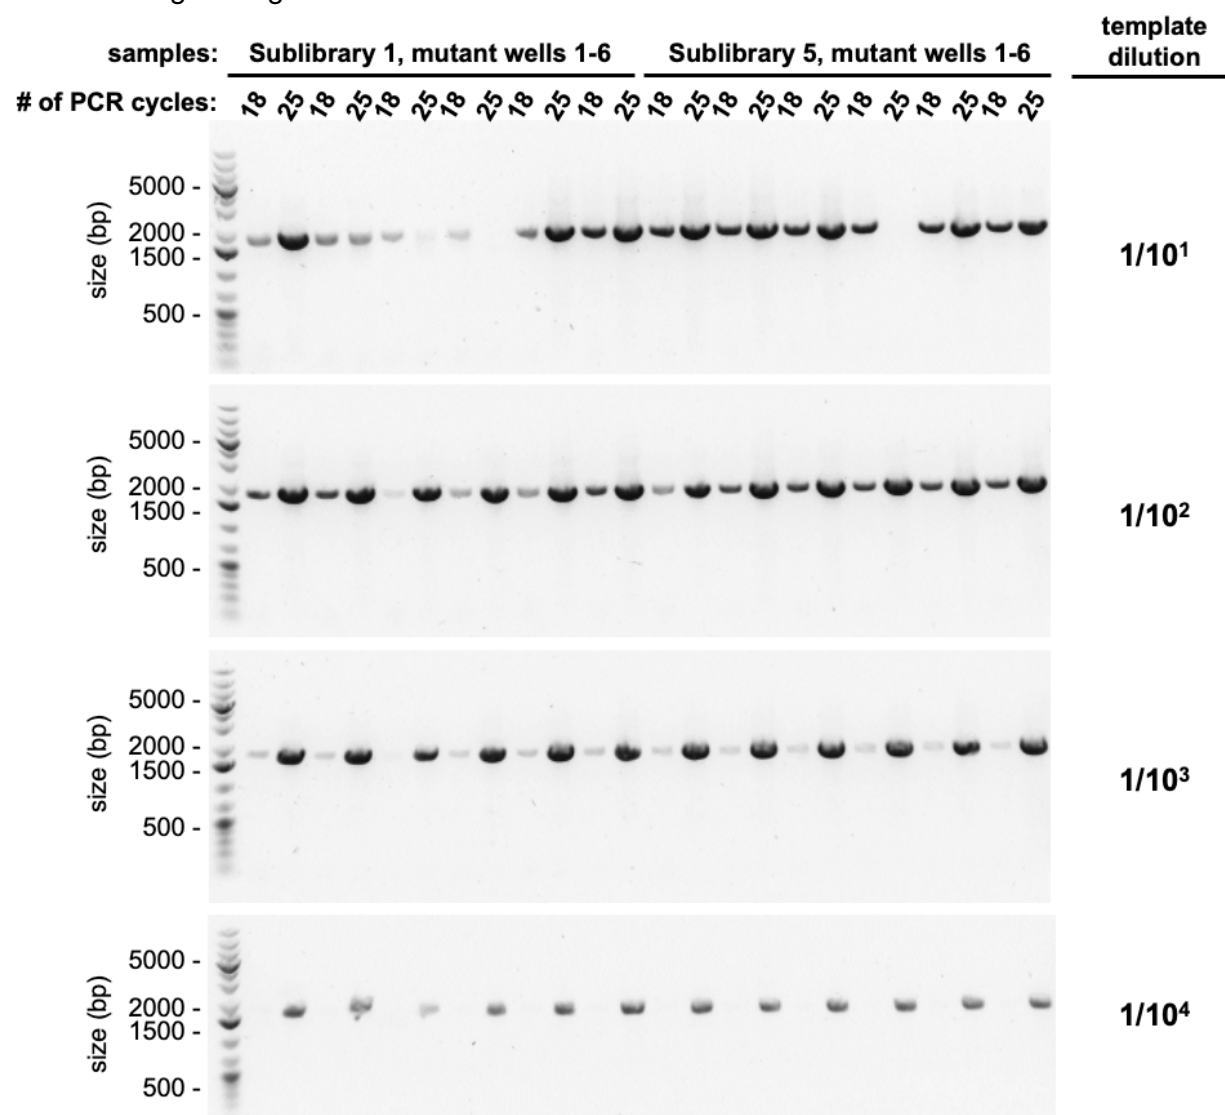 template
dilution
samples: Sublibrary 1, mutant wells 1-6 Sublibrary 5, mutant wells 1-6
# of PCR cycles: 18 25 18 25 18 25 18 25 18 25 18 25 18 25 18 25 18 25 18 25 18 25 18 25
size (bp)
5000 -
2000 -
1500 -
500 -
1/10¹
size (bp)
5000 -
2000 -
1500 -
500 -
1/10²
size (bp)
5000 -
2000 -
1500 -
500 -
1/10³
size (bp)
5000 -
2000 -
1500 -
500 -
1/10⁴